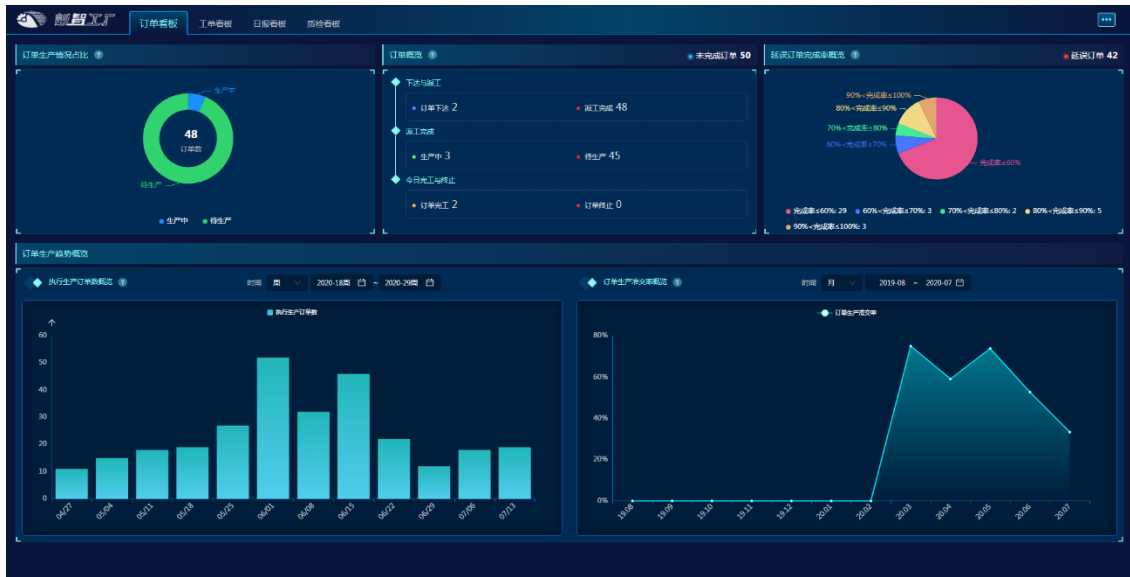 智工厂 订单看板 工单看板 日报看板 质检看板
订单生产情况占比
生产中
48
订单数
待生产
生产中 待生产
订单概览 未完成订单 50
下达与派工
订单下达 2 派工完成 48
派工完成
生产中 3 待生产 45
今日完工与终止
订单完工 2 订单终止 0
延误订单完成率概览 延误订单 42
90%<完成率≤100%
80%<完成率≤90%
70%<完成率≤80%
60%<完成率≤70%
完成率≤60%
完成率≤60%: 29 60%<完成率≤70%: 3 70%<完成率≤80%: 2 80%<完成率≤90%: 5
90%<完成率≤100%: 3
订单生产趋势概览
执行生产订单数概览 时间 周 2020-18周 ~ 2020-29周
执行生产订单数
60
50
40
30
20
10
0
04/27 05/04 05/11 05/18 05/25 06/01 06/08 06/15 06/22 06/29 07/06 07/13
订单生产准交率概览 时间 月 2019-08 ~ 2020-07
订单生产准交率
80%
60%
40%
20%
0%
19.08 19.09 19.10 19.11 19.12 20.01 20.02 20.03 20.04 20.05 20.06 20.07